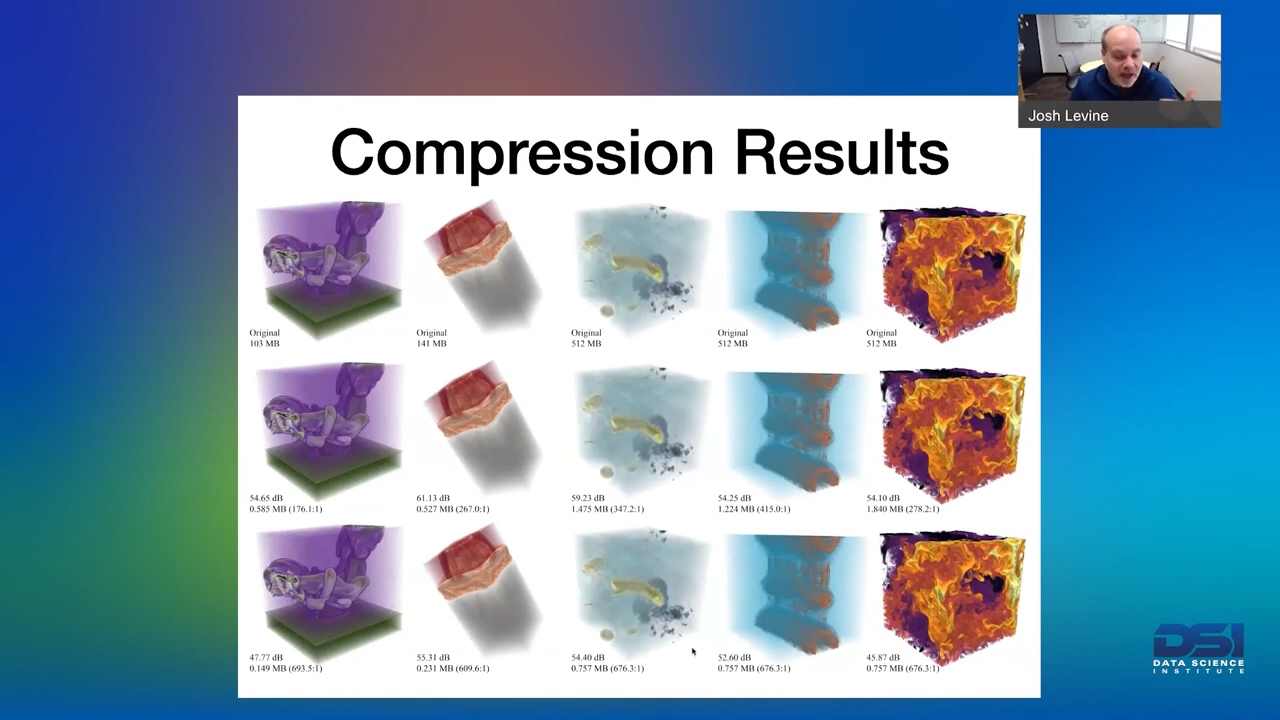 Josh Levine
Compression Results
Original
103 MB
Original
141 MB
Original
512 MB
Original
512 MB
Original
512 MB
54.65 dB
0.585 MB (176.1:1)
61.13 dB
0.527 MB (267.0:1)
59.23 dB
1.475 MB (347.2:1)
54.25 dB
1.224 MB (415.0:1)
54.10 dB
1.840 MB (278.2:1)
47.77 dB
0.149 MB (693.5:1)
55.31 dB
0.231 MB (609.6:1)
54.40 dB
0.757 MB (676.3:1)
52.60 dB
0.757 MB (676.3:1)
45.87 dB
0.757 MB (676.3:1)
DSI
DATA SCIENCE
INSTITUTE